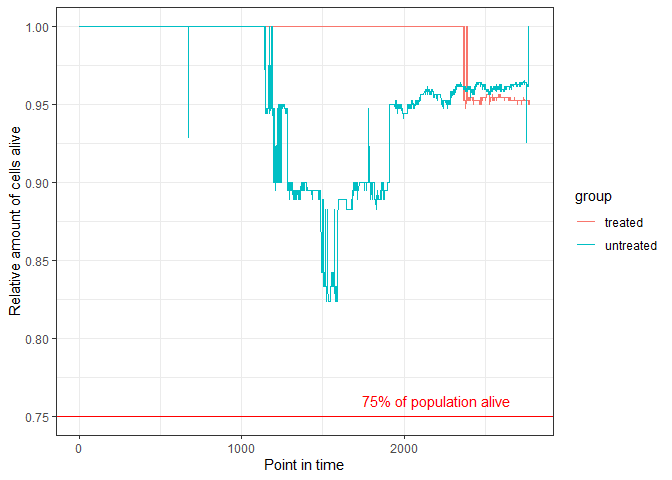 1.00
0.95
0.90
0.85
0.80
0.75
Relative amount of cells alive
75% of population alive
0
1000
2000
Point in time
group
treated
untreated